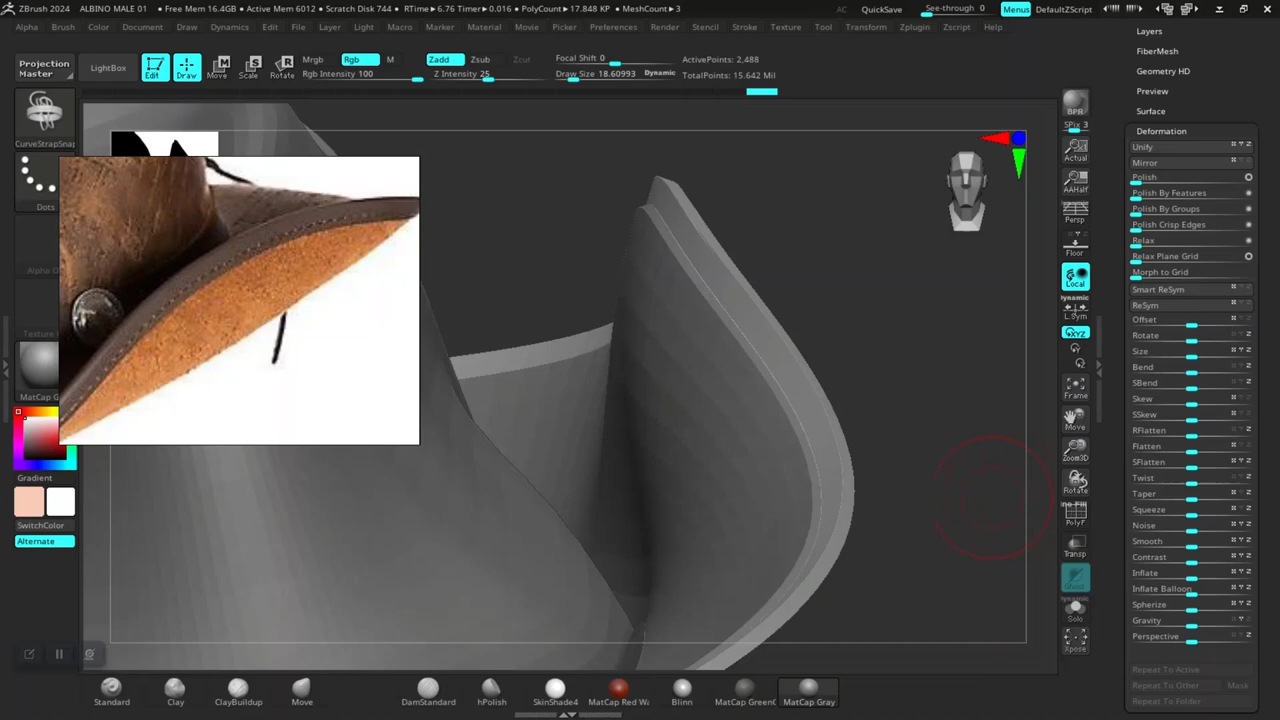 ZBrush 2024 ALBINO MALE 01 • Free Mem 16.4GB • Active Mem 6012 • Scratch Disk 744 • RTime▸6.76 Timer▸0.016 • PolyCount▸17.848 KP • MeshCount▸3 AC QuickSave See-through 0 Menus DefaultZScript
Alpha Brush Color Document Draw Dynamics Edit File Layer Light Macro Marker Material Movie Picker Preferences Render Stencil Stroke Texture Tool Transform Zplugin Zscript Help
Projection Master
LightBox
Edit Draw Move Scale Rotate
Mrgb Rgb M
Rgb Intensity 100
Zadd Zsub Zcut
Z Intensity 25
Focal Shift 0
Draw Size 18.60993 Dynamic
ActivePoints: 2,488
TotalPoints: 15.642 Mil
CurveStrapSnap
Dots
Alpha O
Texture
MatCap G
Gradient
SwitchColor
Alternate
BPR
SPix 3
Actual
AAHalf
Persp
Floor
Local
Dynamic
L.Sym
XYZ
Frame
Move
Zoom3D
Rotate
PolyF
Transp
Ghost
Dynamic
Solo
Xpose
Layers
FiberMesh
Geometry HD
Preview
Surface
Deformation
Unify
Mirror
Polish
Polish By Features
Polish By Groups
Polish Crisp Edges
Relax
Relax Plane Grid
Morph to Grid
Smart ReSym
ReSym
Offset
Rotate
Size
Bend
SBend
Skew
SSkew
RFlatten
Flatten
SFlatten
Twist
Taper
Squeeze
Noise
Smooth
Contrast
Inflate
Inflate Balloon
Spherize
Gravity
Perspective
Repeat To Active
Repeat To Other Mask
Repeat To Folder
Standard Clay ClayBuildup Move DamStandard hPolish SkinShade4 MatCap Red Wa Blinn MatCap Green MatCap Gray